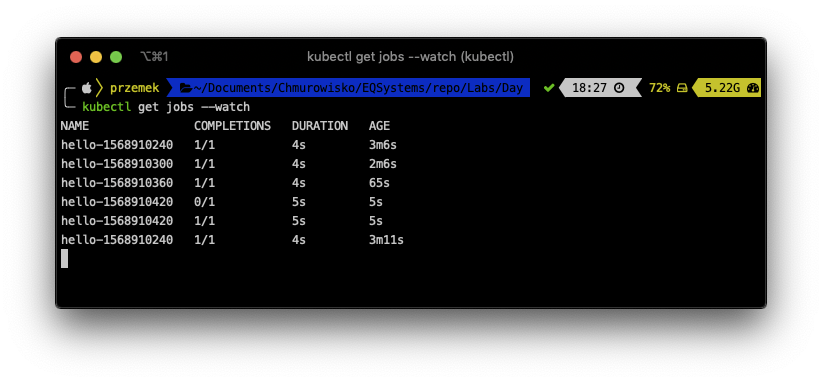 ⌥⌘1 kubectl get jobs --watch (kubectl)
przemek ~/Documents/Chmurowisko/EQSystems/repo/Labs/Day ✔ 18:27 72% 5.22G
kubectl get jobs --watch
NAME COMPLETIONS DURATION AGE
hello-1568910240 1/1 4s 3m6s
hello-1568910300 1/1 4s 2m6s
hello-1568910360 1/1 4s 65s
hello-1568910420 0/1 5s 5s
hello-1568910420 1/1 5s 5s
hello-1568910240 1/1 4s 3m11s